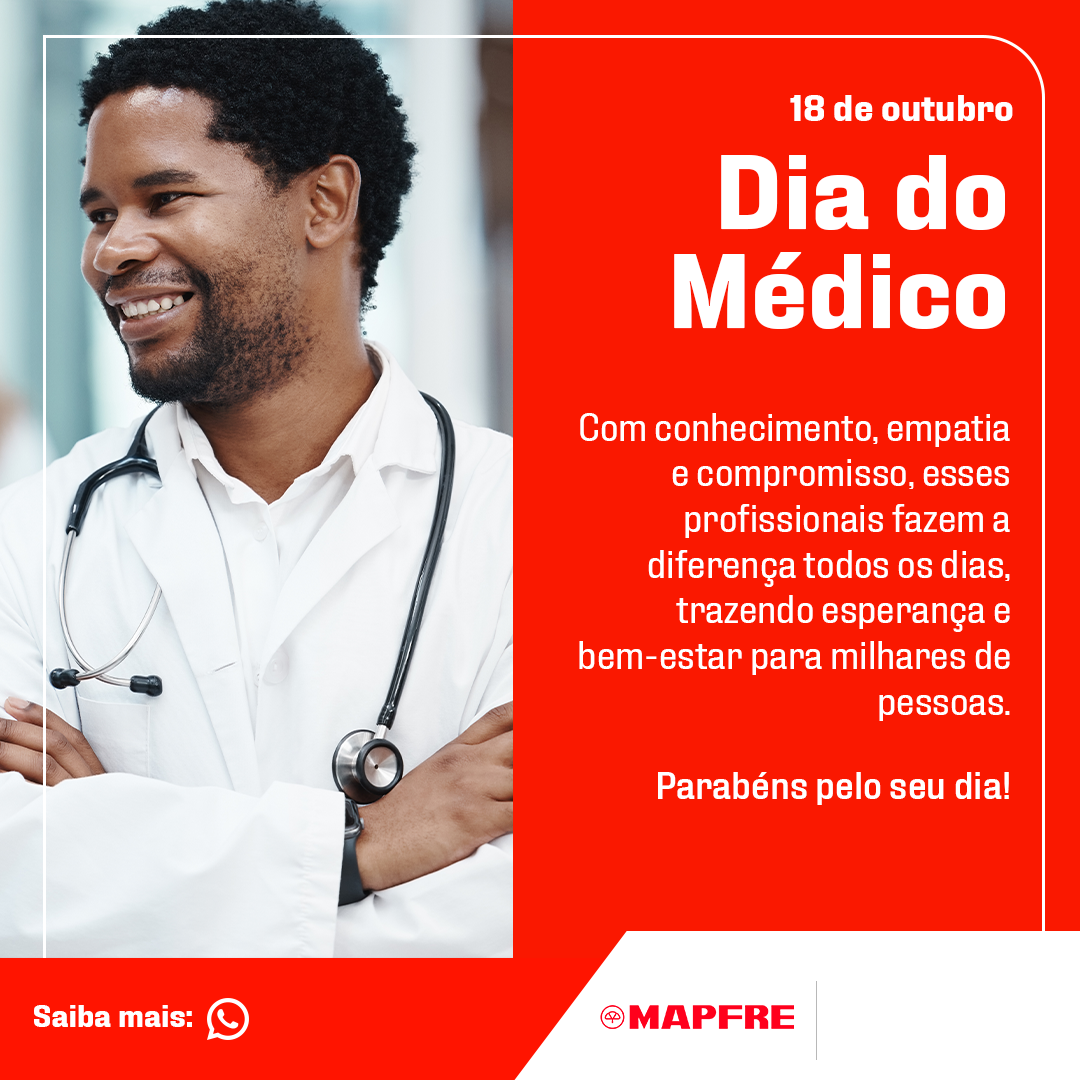 18 de outubro
Dia do
Médico
Com conhecimento, empatia
e compromisso, esses
profissionais fazem a
diferença todos os dias,
trazendo esperança e
bem-estar para milhares de
pessoas.
Parabéns pelo seu dia!
Saiba mais:
MAPFRE